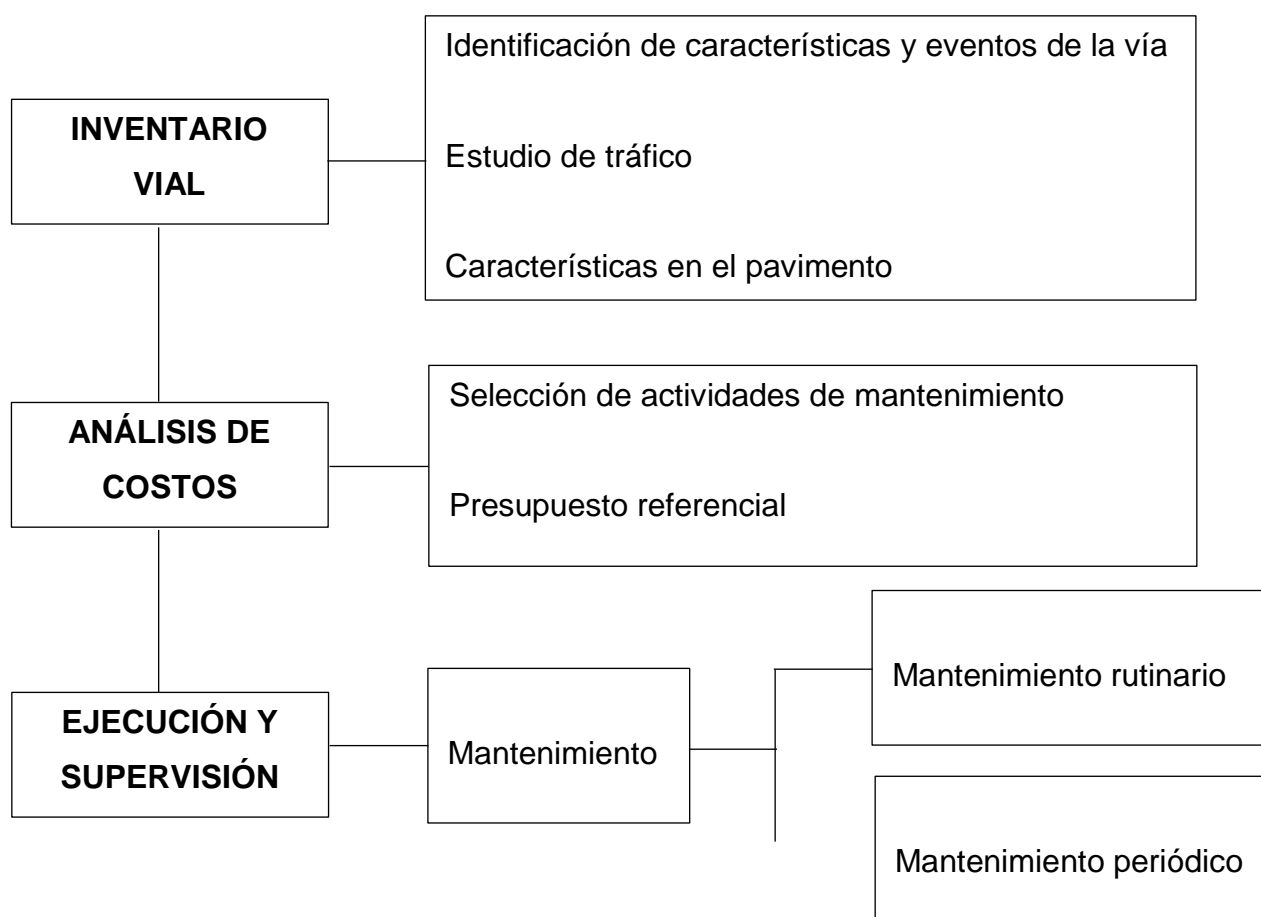 Identificación de características y eventos de la vía
INVENTARIO
VIAL
Estudio de tráfico
Características en el pavimento
ANÁLISIS DE
COSTOS
Selección de actividades de mantenimiento
Presupuesto referencial
EJECUCIÓN Y
SUPERVISIÓN
Mantenimiento
Mantenimiento rutinario
Mantenimiento periódico